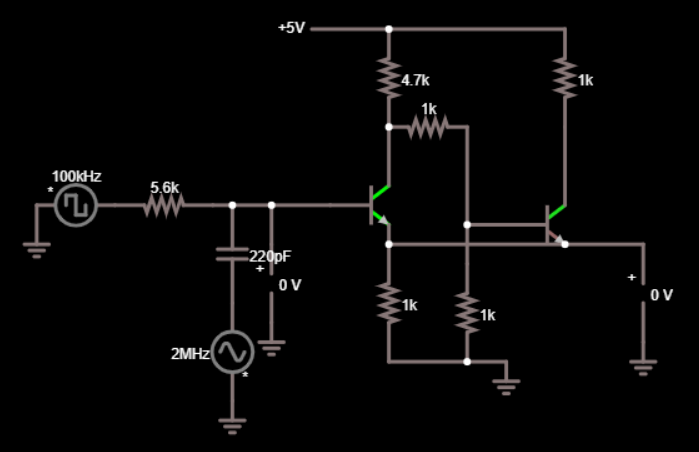 +5V
4.7k
1k
1k
100kHz
*
5.6k
220pF
+
0 V
+
0 V
1k
1k
2MHz
*